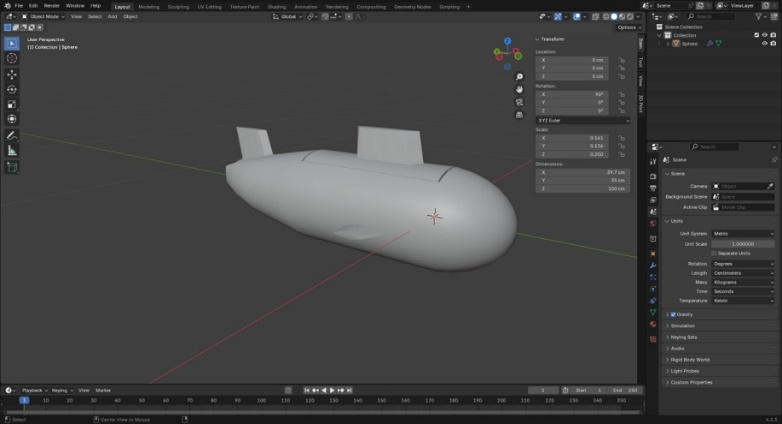 File Edit Render Window Help
Layout Modeling Sculpting UV Editing Texture Paint Shading Animation Rendering Compositing Geometry Nodes Scripting
Scene
ViewLayer
Object Mode View Select Add Object
Global
Options
User Perspective
(1) Collection | Sphere
Transform
Location:
X 0 cm
Y 0 cm
Z 0 cm
Rotation:
X 90°
Y 0°
Z 0°
XYZ Euler
Scale:
X 0.141
Z 0.200
Dimensions:
X 29.7 cm
Y 35 cm
Z 100 cm
Item
Tool
View
3D Print
Search
Scene Collection
Collection
Sphere
Search
Scene
Scene
Camera Object
Background Scene Scene
Active Clip Movie Clip
Units
Unit System Metric
Unit Scale 1.000000
Separate Units
Rotation Degrees
Length Centimeters
Mass Kilograms
Time Seconds
Temperature Kelvin
Gravity
Simulation
Keying Sets
Audio
Rigid Body World
Light Probes
Custom Properties
Playback Keying View Marker
1
Start 1
End 250
1 10 20 30 40 50 60 70 80 90 100 110 120 130 140 150 160 170 180 190 200 210 220 230 240 250
Select
Center View to Mouse